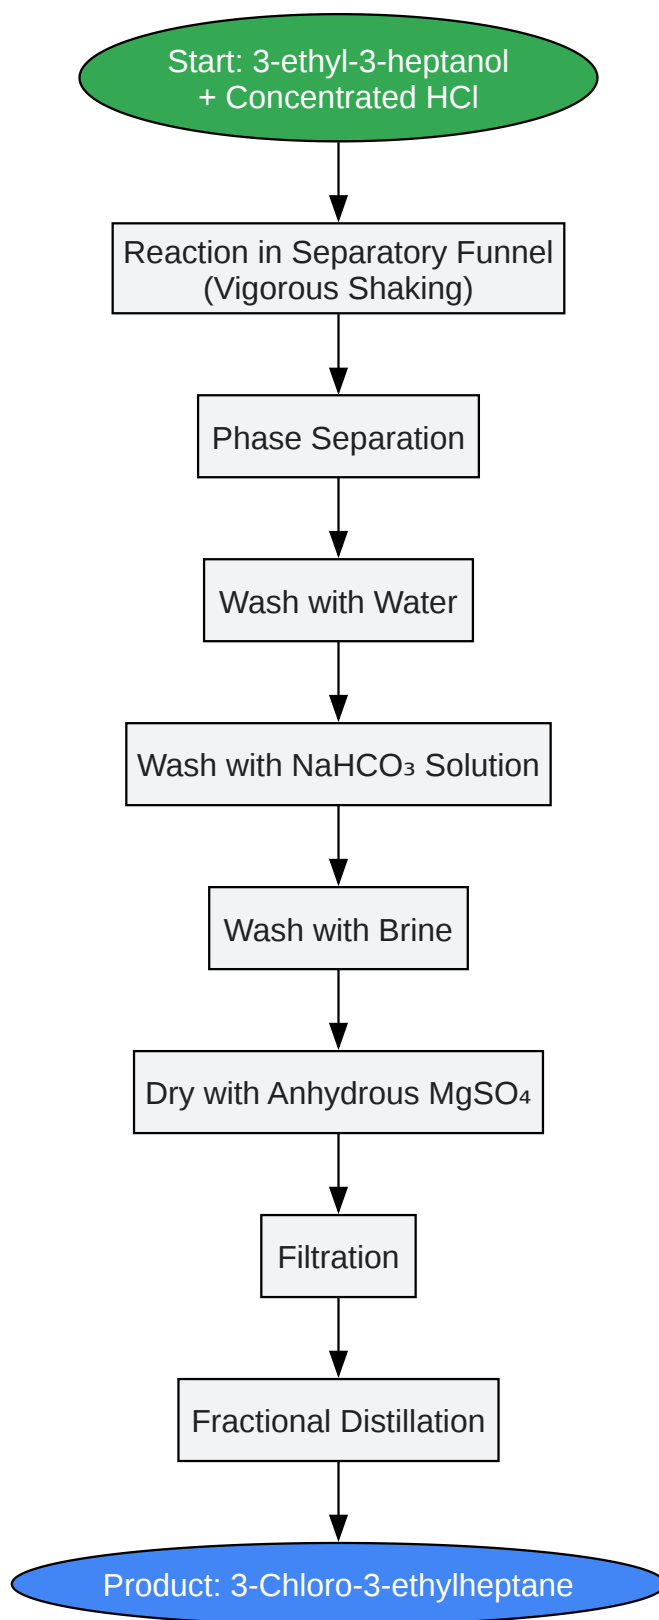 Start: 3-ethyl-3-heptanol
+ Concentrated HCl
Reaction in Separatory Funnel
(Vigorous Shaking)
Phase Separation
Wash with Water
Wash with NaHCO₃ Solution
Wash with Brine
Dry with Anhydrous MgSO₄
Filtration
Fractional Distillation
Product: 3-Chloro-3-ethylheptane